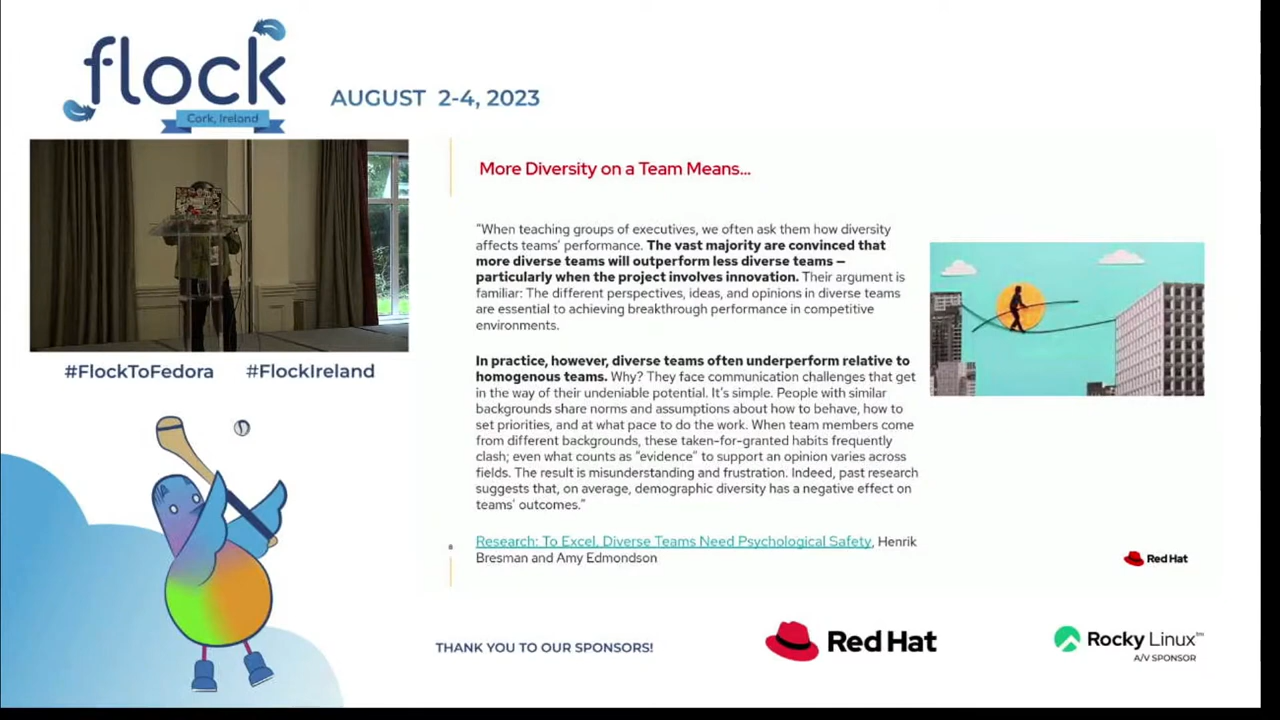 flock
Cork, Ireland
AUGUST 2-4, 2023
#FlockToFedora #FlockIreland
More Diversity on a Team Means...
“When teaching groups of executives, we often ask them how diversity
affects teams’ performance. The vast majority are convinced that
more diverse teams will outperform less diverse teams —
particularly when the project involves innovation. Their argument is
familiar: The different perspectives, ideas, and opinions in diverse teams
are essential to achieving breakthrough performance in competitive
environments.
In practice, however, diverse teams often underperform relative to
homogenous teams. Why? They face communication challenges that get
in the way of their undeniable potential. It’s simple. People with similar
backgrounds share norms and assumptions about how to behave, how to
set priorities, and at what pace to do the work. When team members come
from different backgrounds, these taken-for-granted habits frequently
clash; even what counts as “evidence” to support an opinion varies across
fields. The result is misunderstanding and frustration. Indeed, past research
suggests that, on average, demographic diversity has a negative effect on
teams’ outcomes.”
Research: To Excel, Diverse Teams Need Psychological Safety, Henrik
Bresman and Amy Edmondson
Red Hat
THANK YOU TO OUR SPONSORS!
Red Hat
Rocky Linux™
A/V SPONSOR